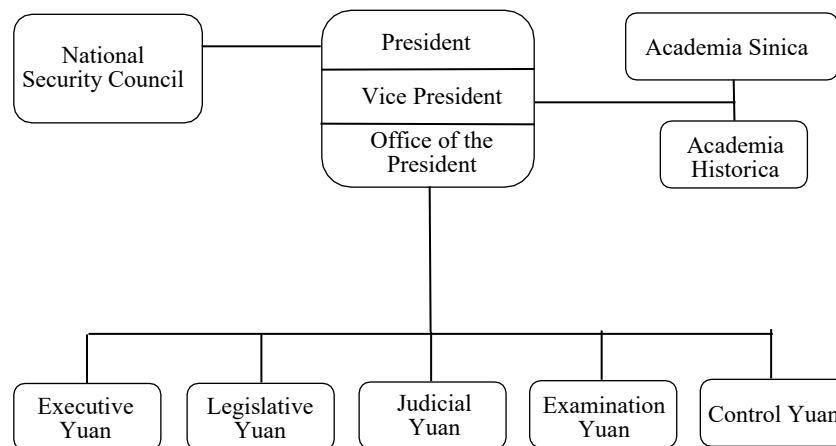 National
Security Council
President
Vice President
Office of the
President
Academia Sinica
Academia
Historica
Executive
Yuan
Legislative
Yuan
Judicial
Yuan
Examination
Yuan
Control Yuan